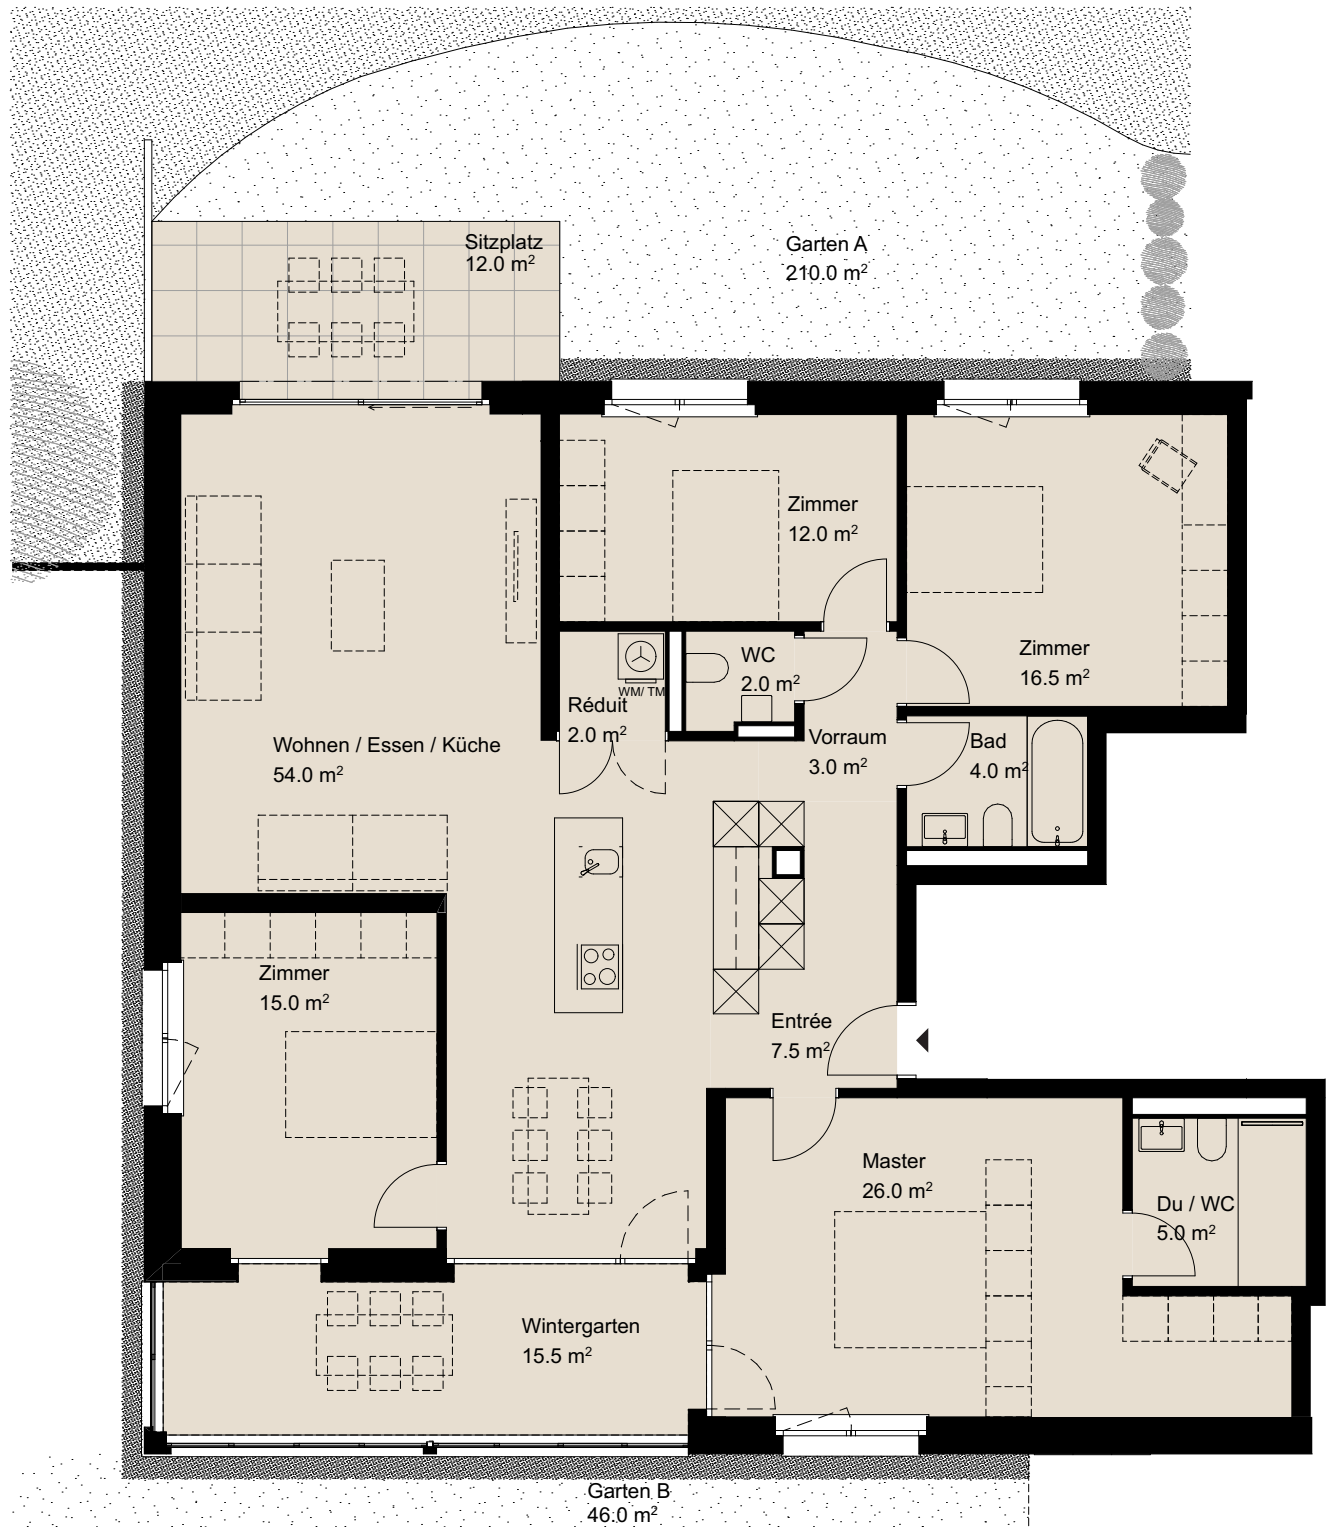 Sitzplatz
12.0 m²
Garten A
210.0 m²
Zimmer
12.0 m²
Zimmer
16.5 m²
WC
2.0 m²
WM/ TM
Réduit
2.0 m²
Wohnen / Essen / Küche
54.0 m²
Vorraum
3.0 m²
Bad
4.0 m²
Zimmer
15.0 m²
Entrée
7.5 m²
Master
26.0 m²
Du / WC
5.0 m²
Wintergarten
15.5 m²
Garten B
46.0 m²